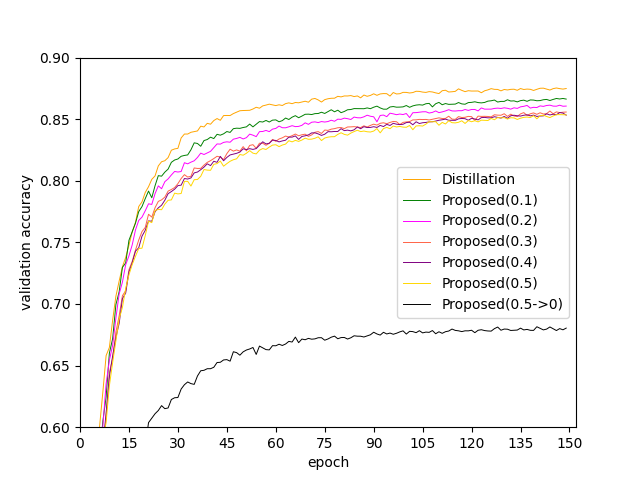 0.90
0.85
0.80
0.75
0.70
0.65
0.60
validation accuracy
Distillation
Proposed(0.1)
Proposed(0.2)
Proposed(0.3)
Proposed(0.4)
Proposed(0.5)
Proposed(0.5->0)
0 15 30 45 60 75 90 105 120 135 150
epoch